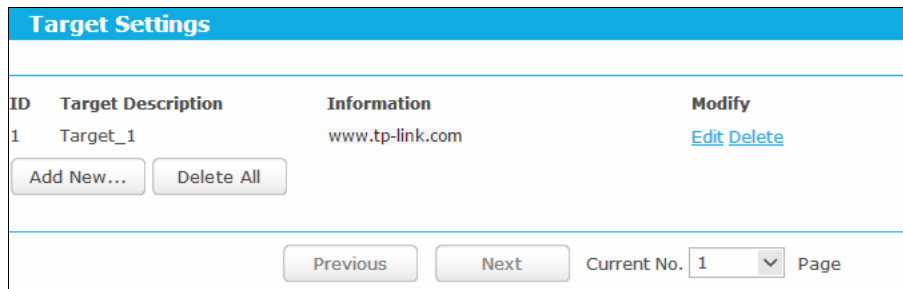 Target Settings
ID Target Description Information Modify
1 Target_1 www.tp-link.com Edit Delete
Add New... Delete All
Previous Next Current No. 1 Page